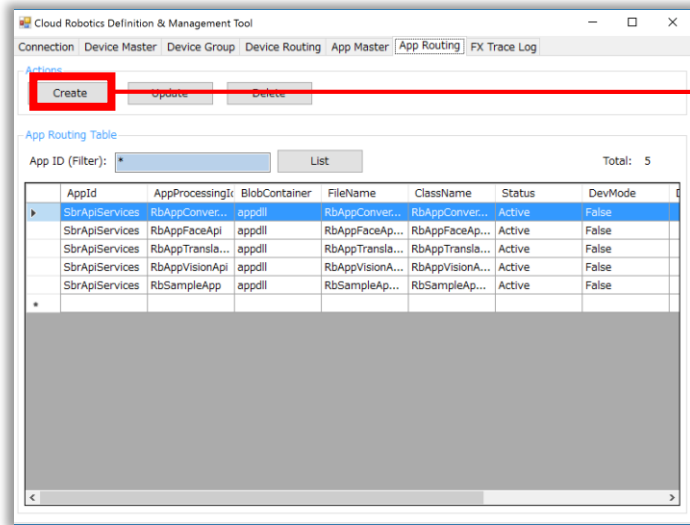 Cloud Robotics Definition & Management Tool
Connection Device Master Device Group Device Routing App Master App Routing FX Trace Log
Actions
Create Update Delete
App Routing Table
App ID (Filter): * List Total: 5
AppId AppProcessingId BlobContainer FileName ClassName Status DevMode
SbrApiServices RbAppConver... appdll RbAppConver... RbAppConver... Active False
SbrApiServices RbAppFaceApi appdll RbAppFaceAp... RbAppFaceAp... Active False
SbrApiServices RbAppTransla... appdll RbAppTransla... RbAppTransla... Active False
SbrApiServices RbAppVisionApi appdll RbAppVisionA... RbAppVisionA... Active False
SbrApiServices RbSampleApp appdll RbSampleAp... RbSampleAp... Active False